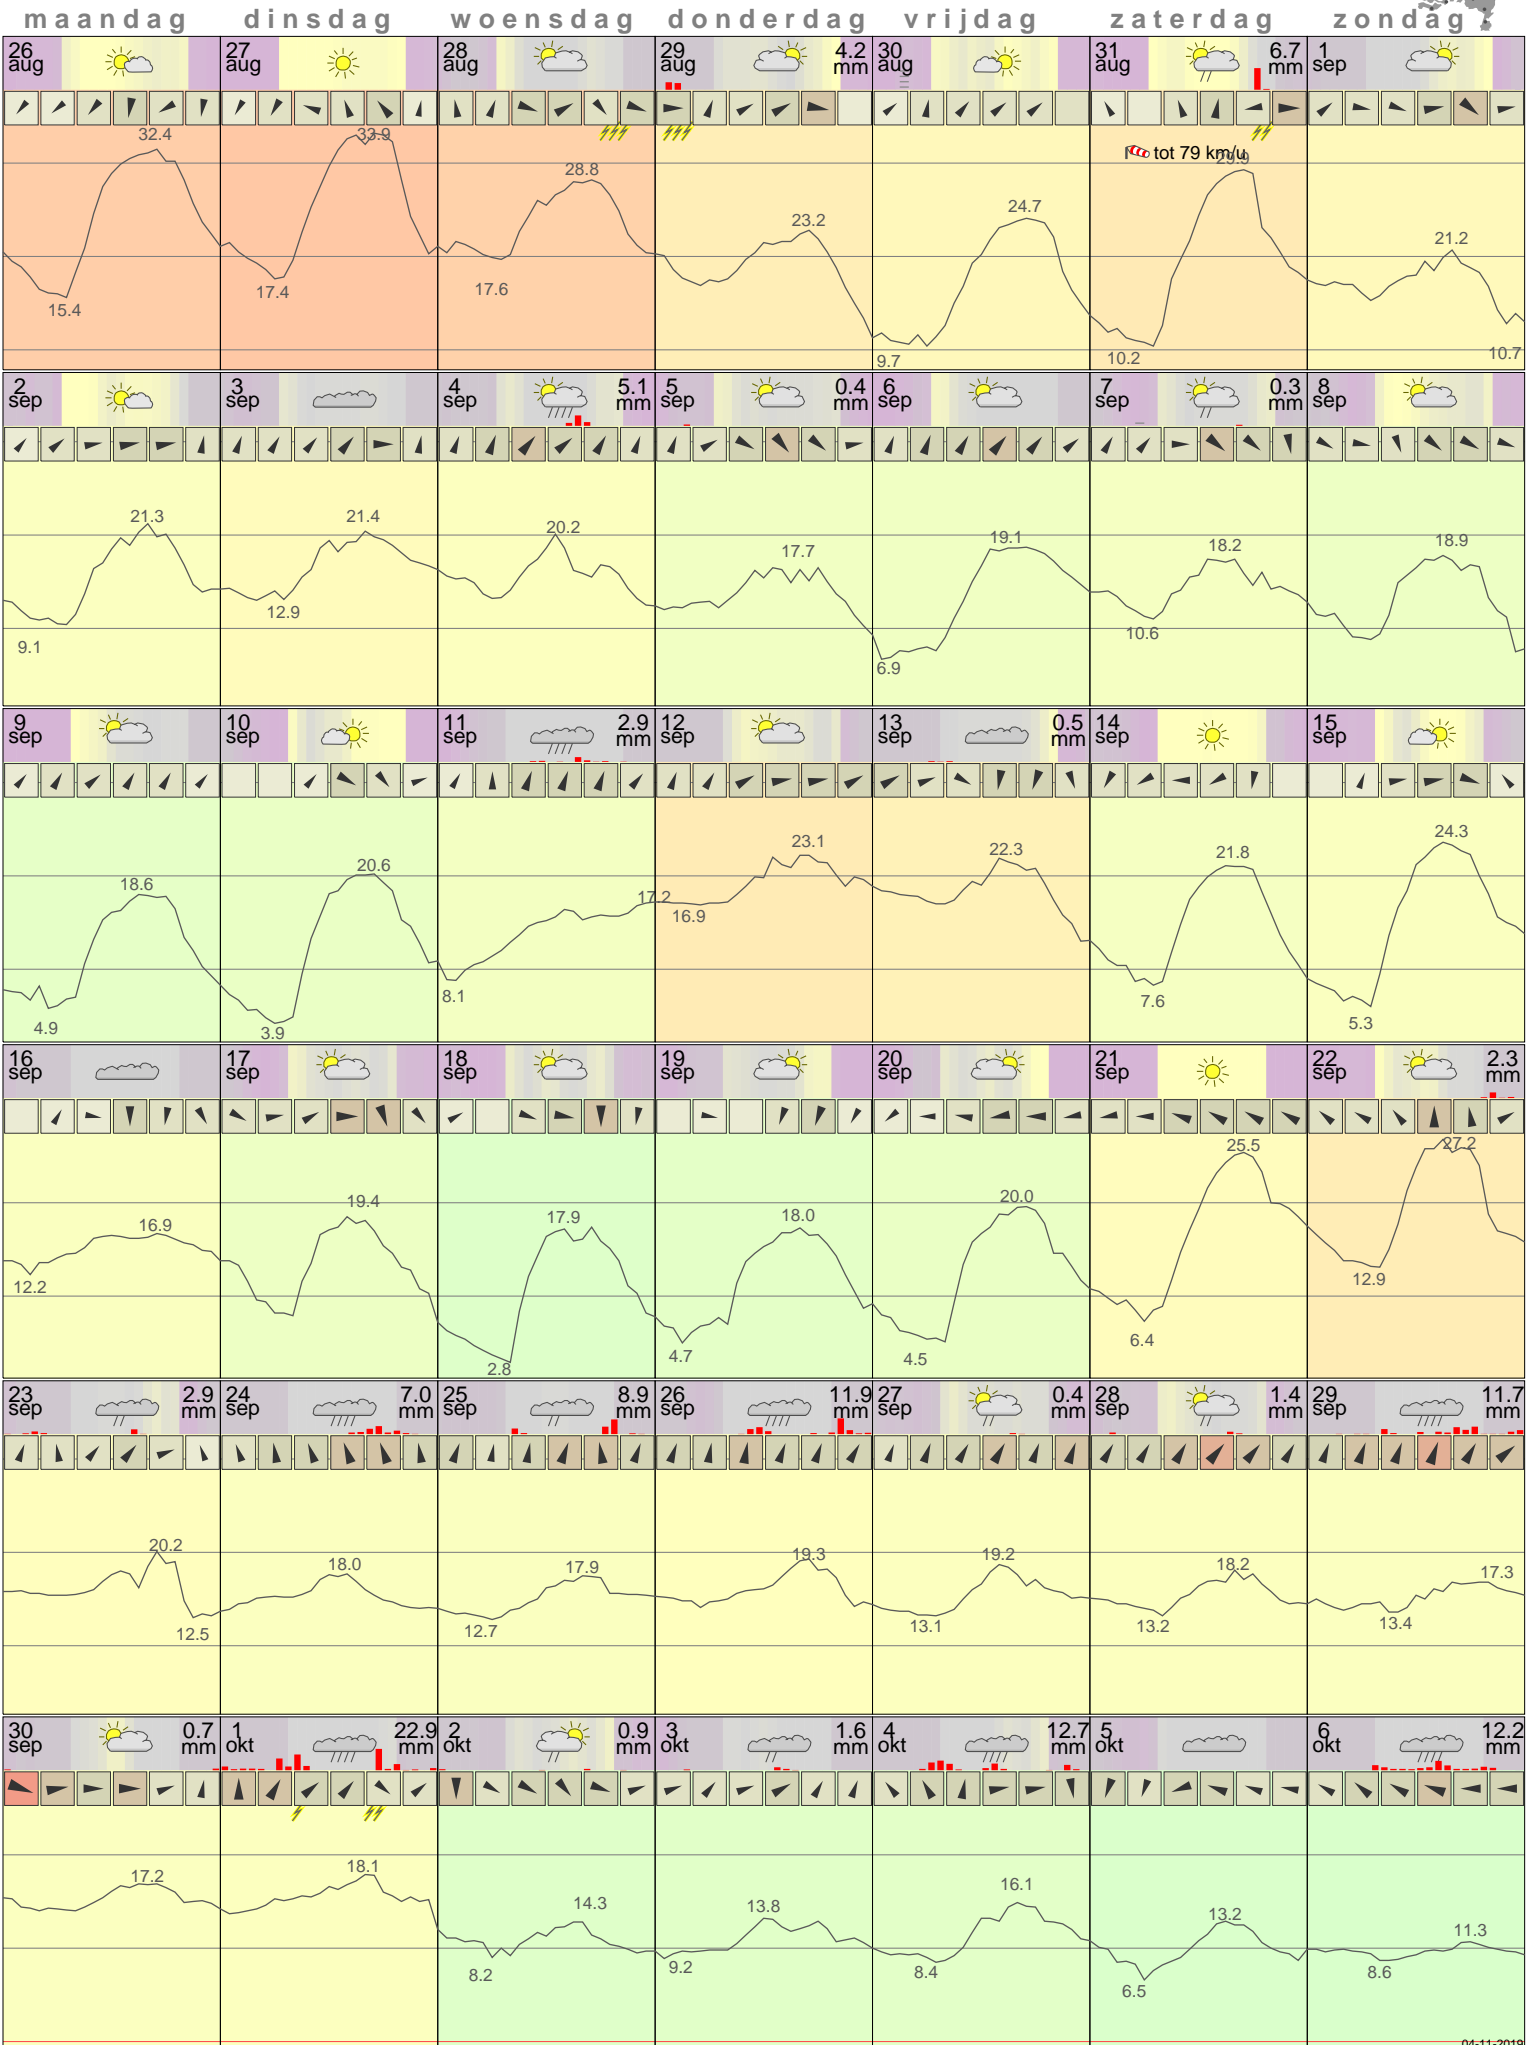 maandag dinsdag woensdag donderdag vrijdag zaterdag zondag
26 27 28 29 4.2 30 31 6.7 1
aug aug aug aug mm aug aug mm sep
32.4 33.9 28.8 23.2 24.7 tot 79 km/u 29.9 21.2
15.4 17.4 17.6 9.7 10.2 10.7
2 3 4 5.1 5 0.4 6 7 0.3 8
sep sep sep mm sep mm sep sep mm sep
21.3 21.4 20.2 17.7 19.1 18.2 18.9
9.1 12.9 6.9 10.6
9 10 11 2.9 12 13 0.5 14 15
sep sep sep mm sep sep mm sep sep
18.6 20.6 17.2 23.1 22.3 21.8 24.3
4.9 3.9 8.1 16.9 7.6 5.3
16 17 18 19 20 21 22 2.3
sep sep sep sep sep sep sep mm
16.9 19.4 17.9 18.0 20.0 25.5 27.2
12.2 2.8 4.7 4.5 6.4 12.9
23 2.9 24 7.0 25 8.9 26 11.9 27 0.4 28 1.4 29 11.7
sep mm sep mm sep mm sep mm sep mm sep mm sep mm
20.2 18.0 17.9 19.3 19.2 18.2 17.3
12.5 12.7 13.1 13.2 13.4
30 0.7 1 22.9 2 0.9 3 1.6 4 12.7 5 6 12.2
sep mm okt mm okt mm okt mm okt mm okt okt mm
17.2 18.1 14.3 13.8 16.1 13.2 11.3
8.2 9.2 8.4 6.5 8.6
04-11-2019